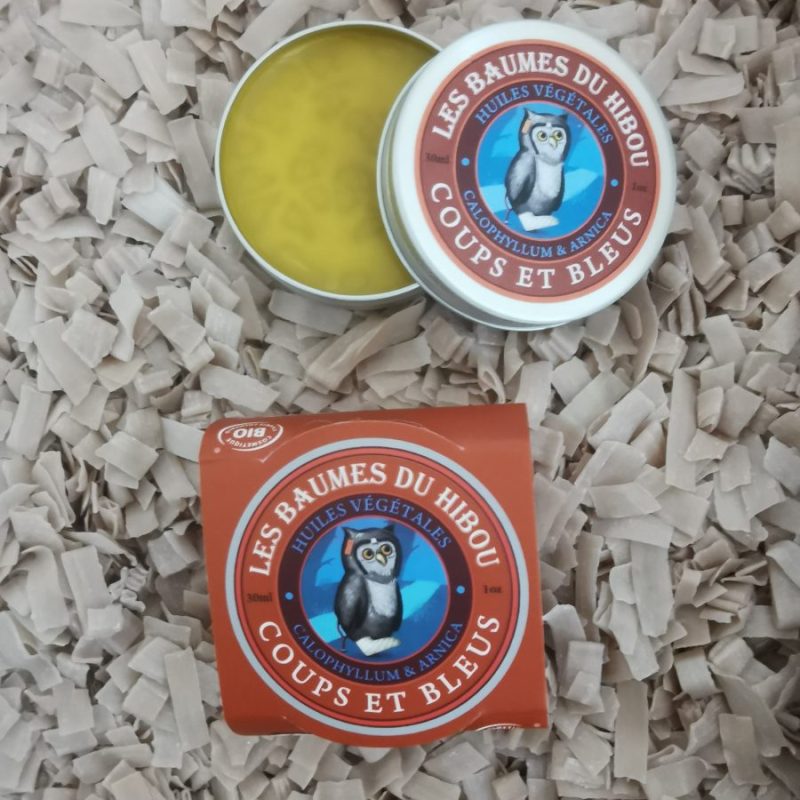 LES BAUMES DU HIBOU
HUILES VÉGÉTALES
30ml
1oz
CALOPHYLLUM & ARNICA
COUPS ET BLEUS
COSMETIQUE
BIO
LES BAUMES DU HIBOU
HUILES VÉGÉTALES
30ml
1oz
CALOPHYLLUM & ARNICA
COUPS ET BLEUS